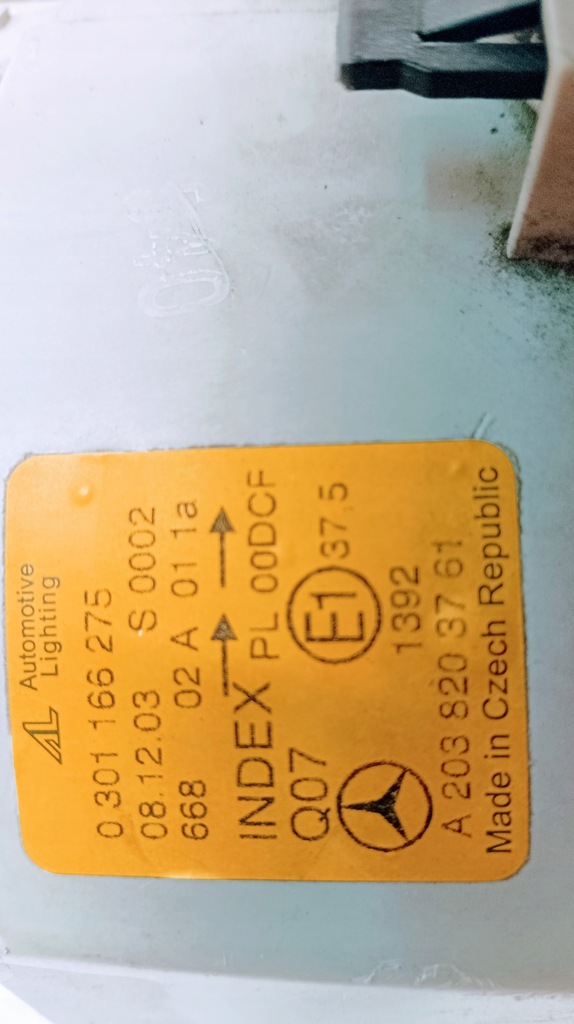 Automotive
Lighting
0 301 166 275
08.12.03 S 0002
668 02 A 01 1a
INDEX PL 00DCF
Q07 E1 37.5
1392
A 203 820 37 61
Made in Czech Republic